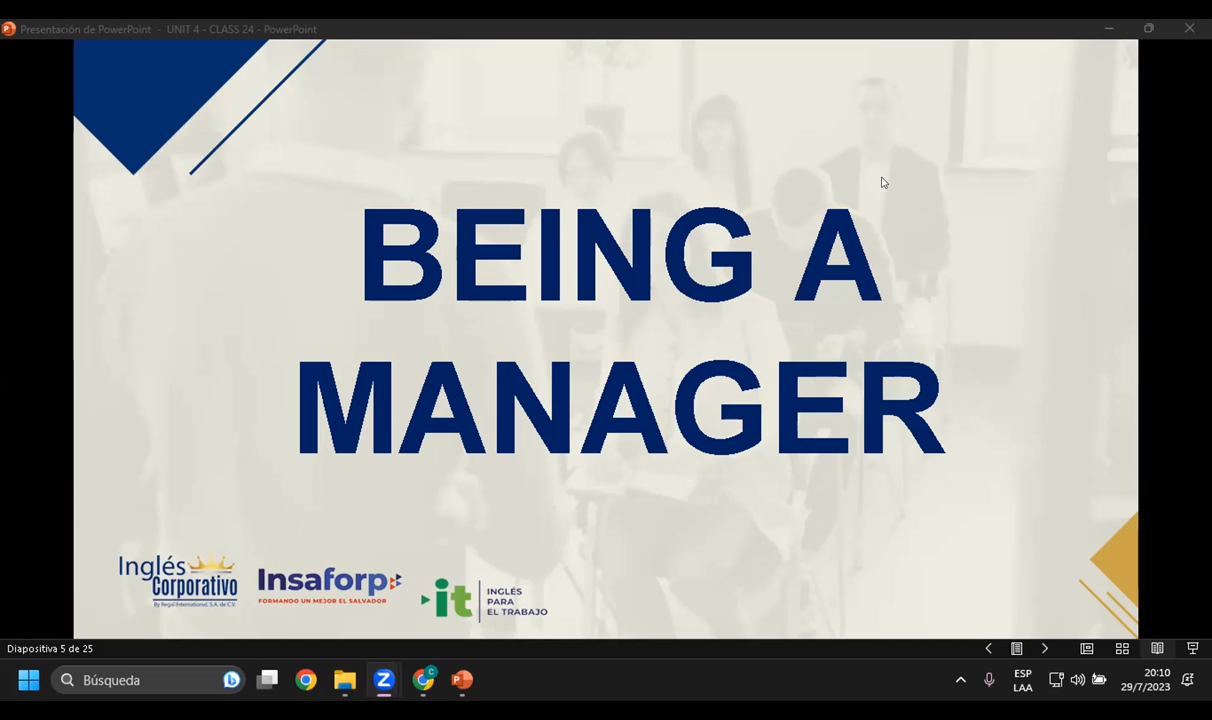 Presentación de PowerPoint - UNIT 4 - CLASS 24 - PowerPoint
BEING A
MANAGER
Inglés
Corporativo
By Regal International, S.A. de C.V.
Insaforp
FORMANDO UN MEJOR EL SALVADOR
it
INGLÉS
PARA
EL TRABAJO
Diapositiva 5 de 25
Búsqueda
ESP
LAA
20:10
29/7/2023